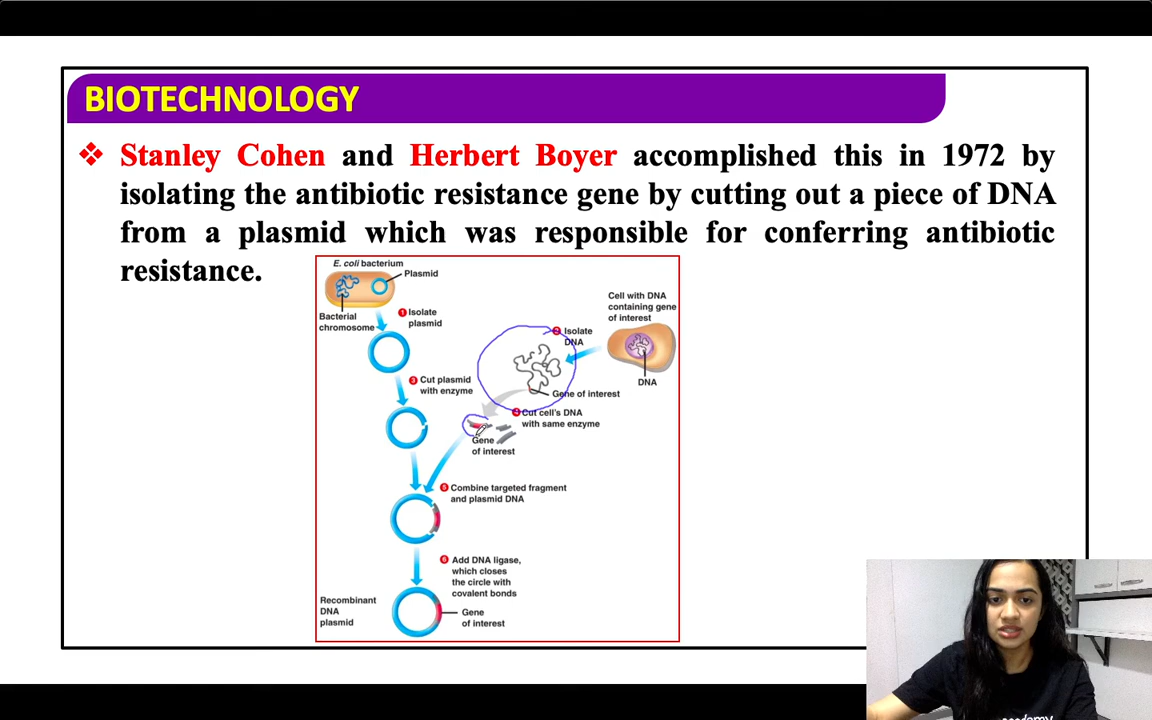 BIOTECHNOLOGY
❖ Stanley Cohen and Herbert Boyer accomplished this in 1972 by
isolating the antibiotic resistance gene by cutting out a piece of DNA
from a plasmid which was responsible for conferring antibiotic
resistance.
E. coli bacterium
Plasmid
Bacterial
chromosome
1 Isolate
plasmid
Cell with DNA
containing gene
of interest
2 Isolate
DNA
DNA
3 Cut plasmid
with enzyme
Gene of interest
4 Cut cell's DNA
with same enzyme
Gene
of interest
5 Combine targeted fragment
and plasmid DNA
6 Add DNA ligase,
which closes
the circle with
covalent bonds
Recombinant
DNA
plasmid
Gene
of interest